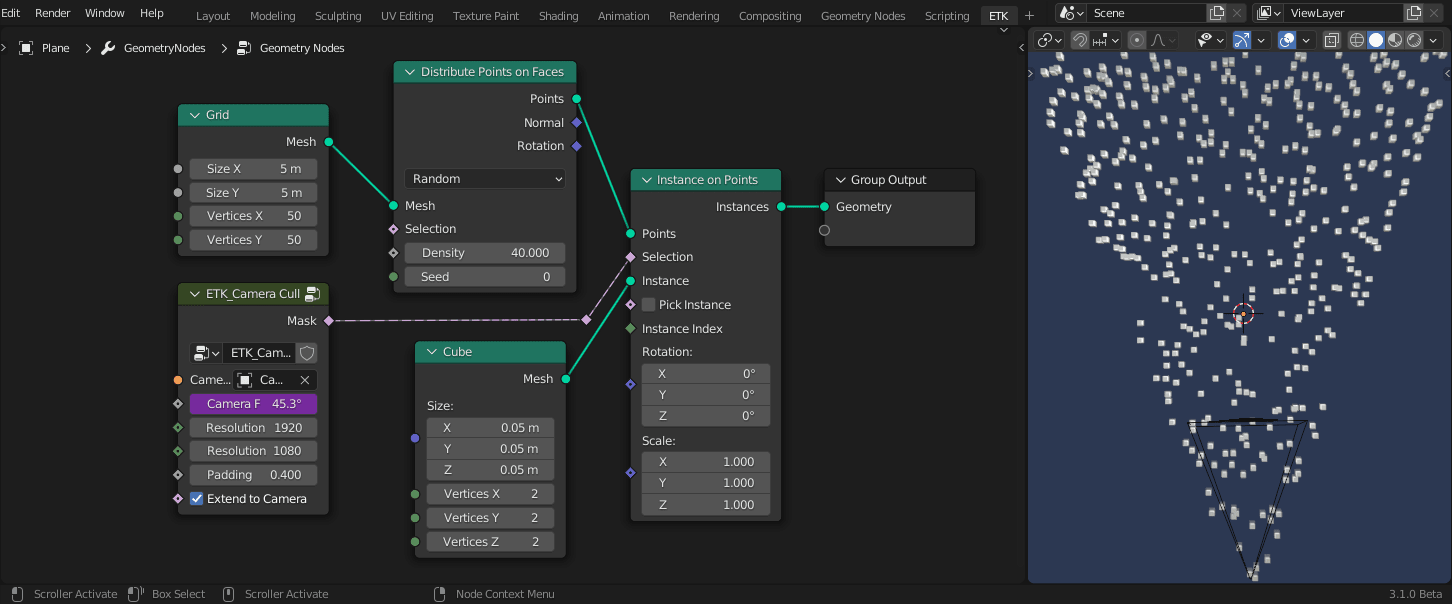 Edit Render Window Help Layout Modeling Sculpting UV Editing Texture Paint Shading Animation Rendering Compositing Geometry Nodes Scripting ETK + Scene ViewLayer
Plane > GeometryNodes > Geometry Nodes
Distribute Points on Faces
Points
Normal
Rotation
Random
Mesh
Selection
Density 40.000
Seed 0
Grid
Mesh
Size X 5 m
Size Y 5 m
Vertices X 50
Vertices Y 50
Instance on Points
Instances
Points
Selection
Instance
Pick Instance
Instance Index
Rotation:
X 0°
Y 0°
Z 0°
Scale:
X 1.000
Y 1.000
Z 1.000
Group Output
Geometry
ETK_Camera Cull
Mask
ETK_Cam...
Came... Ca...
Camera F 45.3°
Resolution 1920
Resolution 1080
Padding 0.400
Extend to Camera
Cube
Mesh
Size:
X 0.05 m
Y 0.05 m
Z 0.05 m
Vertices X 2
Vertices Y 2
Vertices Z 2
Scroller Activate Box Select Scroller Activate Node Context Menu 3.1.0 Beta